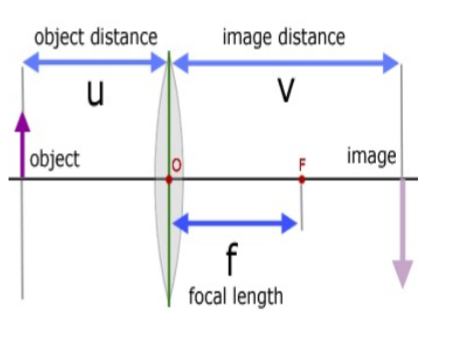 object distance
image distance
u
v
object
O
F
image
f
focal length